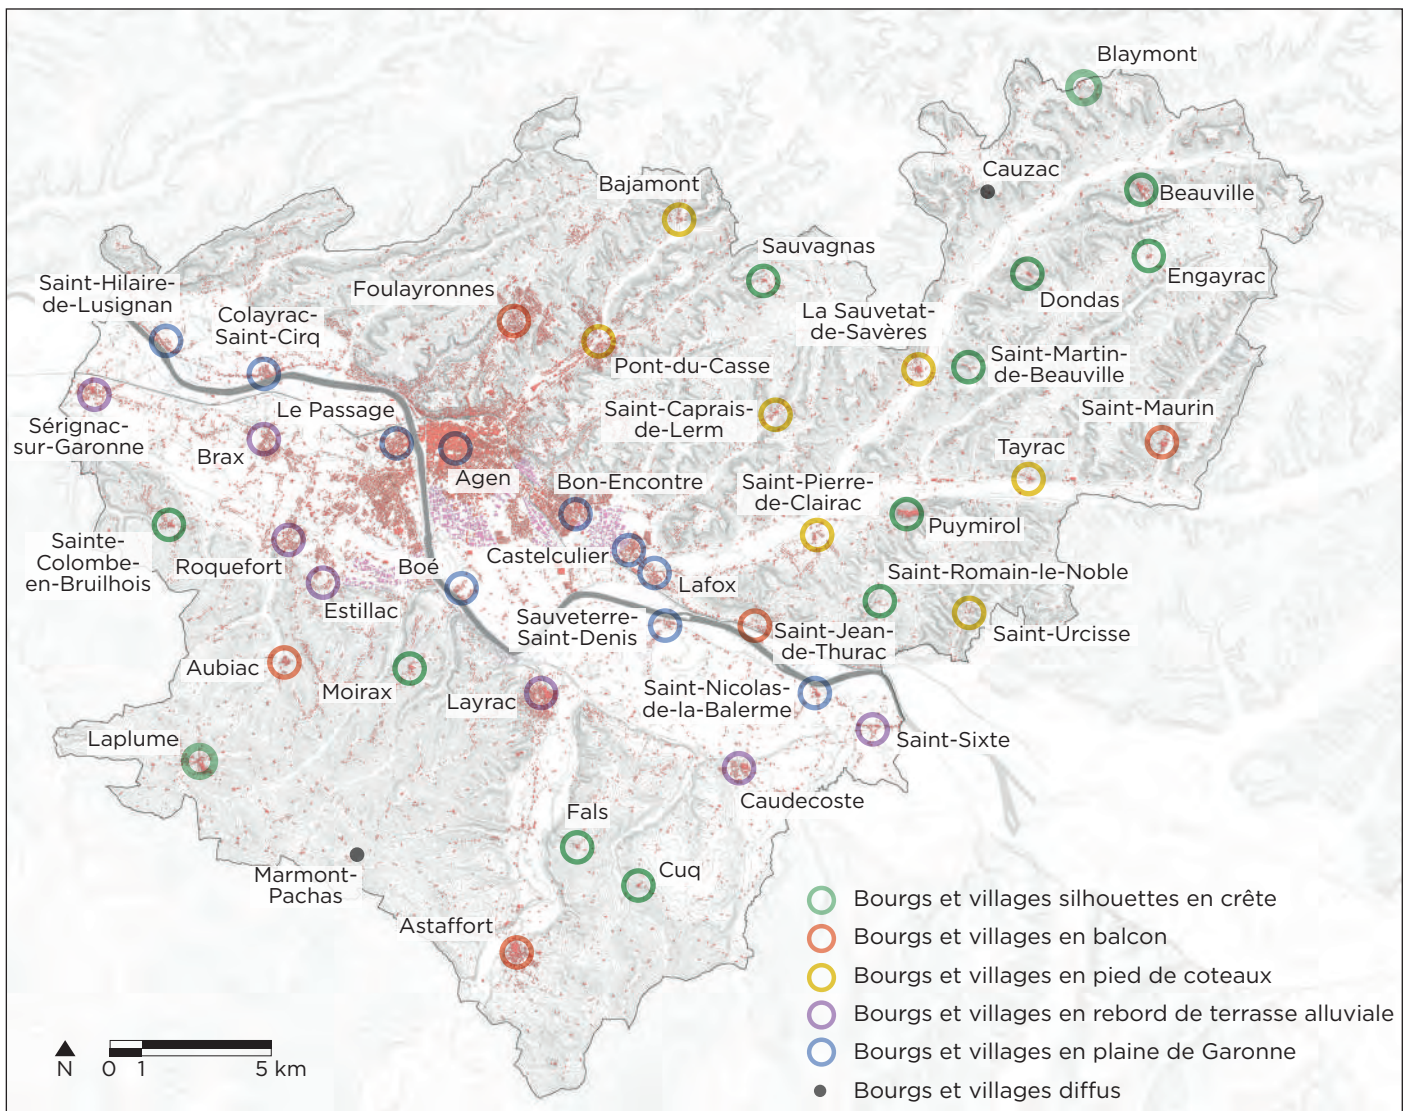 Blaymont
Cauzac
Bajamont
Beauville
Sauvagnas
Engayrac
Saint-Hilaire-
de-Lusignan
Foulayronnes
Dondas
Colayrac-
Saint-Cirq
La Sauvetat-
de-Savères
Pont-du-Casse
Saint-Martin-
de-Beauville
Le Passage
Saint-Caprais-
de-Lerm
Saint-Maurin
Sérignac-
sur-Garonne
Brax
Tayrac
Agen
Bon-Encontre
Saint-Pierre-
de-Clairac
Puymirol
Sainte-
Colombe-
en-Bruilhois
Roquefort
Boé
Castelculier
Lafox
Saint-Romain-le-Noble
Estillac
Sauveterre-
Saint-Denis
Saint-Jean-
de-Thurac
Saint-Urcisse
Aubiac
Moirax
Layrac
Saint-Nicolas-
de-la-Balerme
Laplume
Saint-Sixte
Caudecoste
Fals
Marmont-
Pachas
Cuq
Astaffort
Bourgs et villages silhouettes en crête
Bourgs et villages en balcon
Bourgs et villages en pied de coteaux
Bourgs et villages en rebord de terrasse alluviale
Bourgs et villages en plaine de Garonne
Bourgs et villages diffus
N 0 1 5 km